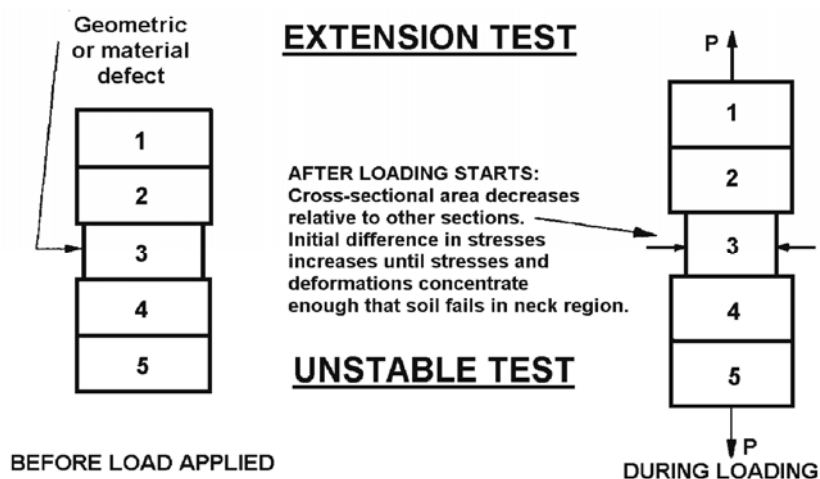 Geometric
or material
defect
EXTENSION TEST
1
2
3
4
5
BEFORE LOAD APPLIED
AFTER LOADING STARTS:
Cross-sectional area decreases
relative to other sections.
Initial difference in stresses
increases until stresses and
deformations concentrate
enough that soil fails in neck region.
UNSTABLE TEST
P
1
2
3
4
5
P
DURING LOADING